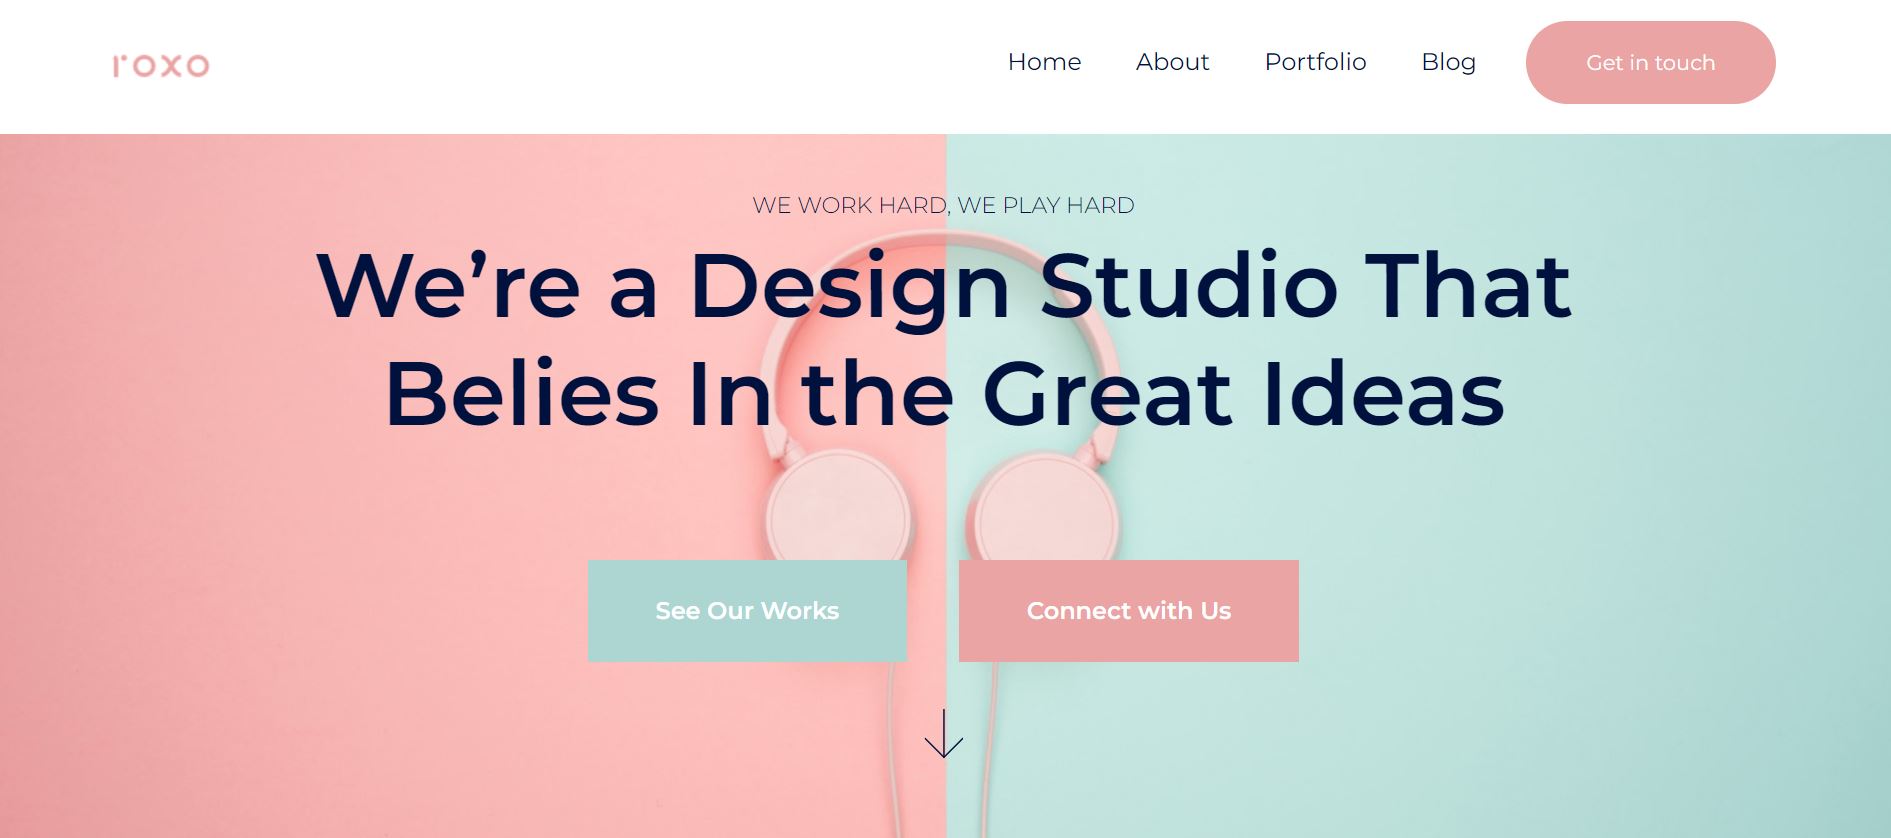 roxo
Home About Portfolio Blog Get in touch
WE WORK HARD, WE PLAY HARD
We’re a Design Studio That
Belies In the Great Ideas
See Our Works Connect with Us